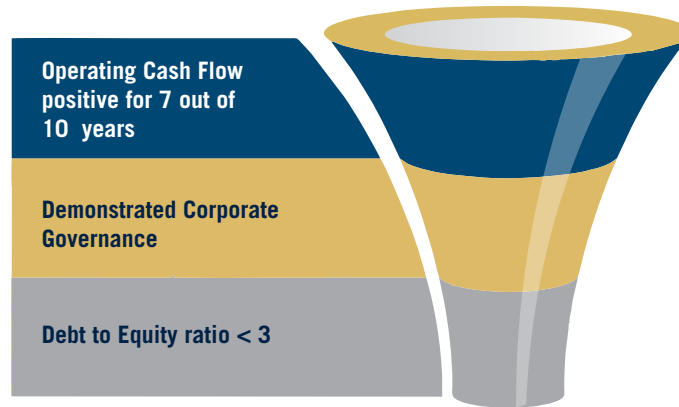 Operating Cash Flow
positive for 7 out of
10 years
Demonstrated Corporate
Governance
Debt to Equity ratio < 3